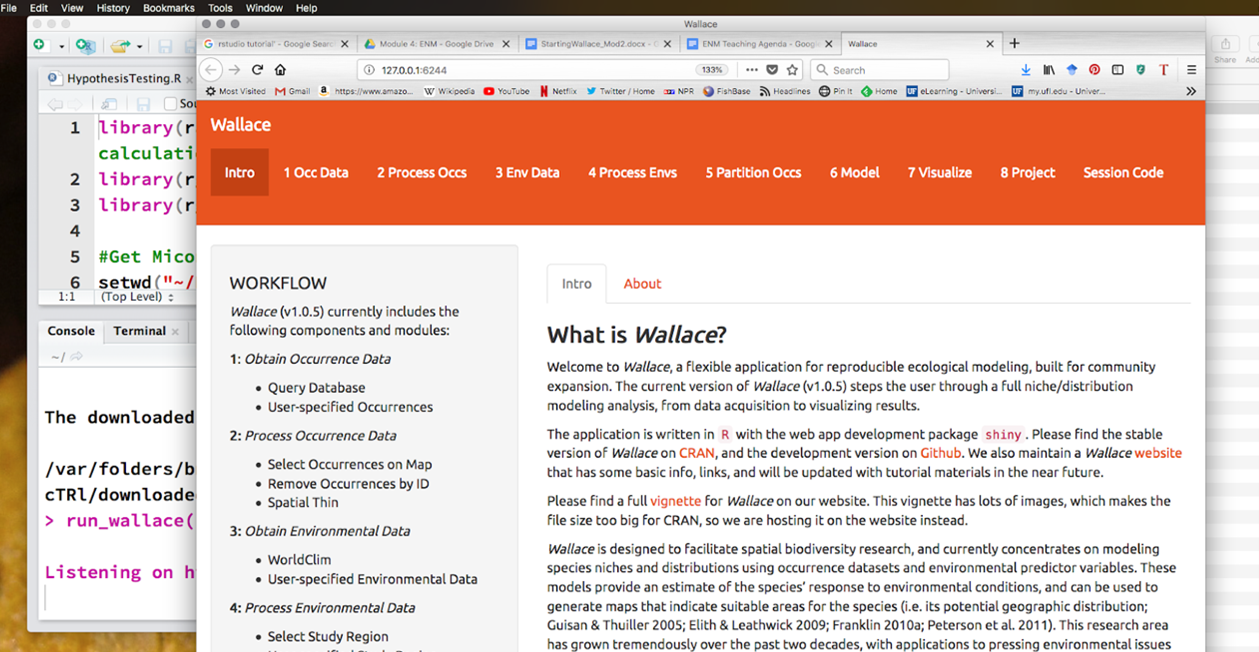 File Edit View History Bookmarks Tools Window Help
Wallace
rstudio tutorial' - Google Sear
Module 4: ENM - Google Drive
StartingWallace_Mod2.docx - G
ENM Teaching Agenda - Google
Wallace
127.0.0.1:6244
133%
Search
Share
Most Visited Gmail https://www.amazo... Wikipedia YouTube Netflix Twitter / Home NPR FishBase Headlines Pin It Home eLearning - Universi... my.ufl.edu - Univer...
HypothesisTesting.R
1 library(r
calculati
2 library(r
3 library(r
4
5 #Get Mico
6 setwd("~/
1:1 (Top Level)
Console Terminal
~/
The downloaded
/var/folders/b
cTRl/downloade
> run_wallace(
Listening on h
Wallace
Intro
1 Occ Data
2 Process Occs
3 Env Data
4 Process Envs
5 Partition Occs
6 Model
7 Visualize
8 Project
Session Code
WORKFLOW
Wallace (v1.0.5) currently includes the
following components and modules:
1: Obtain Occurrence Data
• Query Database
• User-specified Occurrences
2: Process Occurrence Data
• Select Occurrences on Map
• Remove Occurrences by ID
• Spatial Thin
3: Obtain Environmental Data
• WorldClim
• User-specified Environmental Data
4: Process Environmental Data
• Select Study Region
Intro About
What is Wallace?
Welcome to Wallace, a flexible application for reproducible ecological modeling, built for community
expansion. The current version of Wallace (v1.0.5) steps the user through a full niche/distribution
modeling analysis, from data acquisition to visualizing results.
The application is written in R with the web app development package shiny . Please find the stable
version of Wallace on CRAN, and the development version on Github. We also maintain a Wallace website
that has some basic info, links, and will be updated with tutorial materials in the near future.
Please find a full vignette for Wallace on our website. This vignette has lots of images, which makes the
file size too big for CRAN, so we are hosting it on the website instead.
Wallace is designed to facilitate spatial biodiversity research, and currently concentrates on modeling
species niches and distributions using occurrence datasets and environmental predictor variables. These
models provide an estimate of the species' response to environmental conditions, and can be used to
generate maps that indicate suitable areas for the species (i.e. its potential geographic distribution;
Guisan & Thuiller 2005; Elith & Leathwick 2009; Franklin 2010a; Peterson et al. 2011). This research area
has grown tremendously over the past two decades, with applications to pressing environmental issues